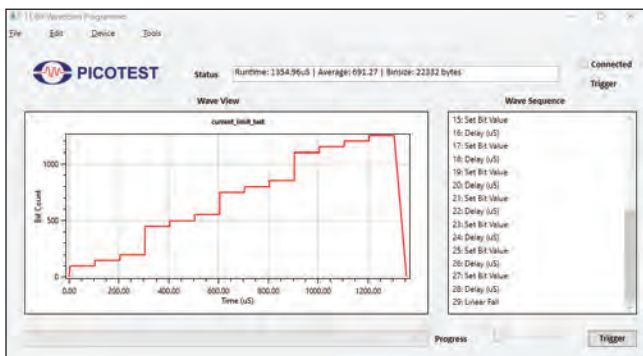 11 Bit Waveform Programmer
File Edit Device Tools
PICOTEST
Status
Runtime: 1354.96uS | Average: 691.27 | Binsize: 22332 bytes
Connected
Trigger
Wave View
Wave Sequence
current_limit_test
Bit Count
1000
500
0
0.00 200.00 400.00 600.00 800.00 1000.00 1200.00
Time (uS)
15: Set Bit Value
16: Delay (uS)
17: Set Bit Value
18: Delay (uS)
19: Set Bit Value
20: Delay (uS)
21: Set Bit Value
22: Delay (uS)
23: Set Bit Value
24: Delay (uS)
25: Set Bit Value
26: Delay (uS)
27: Set Bit Value
28: Delay (uS)
29: Linear Fall
Progress
Trigger